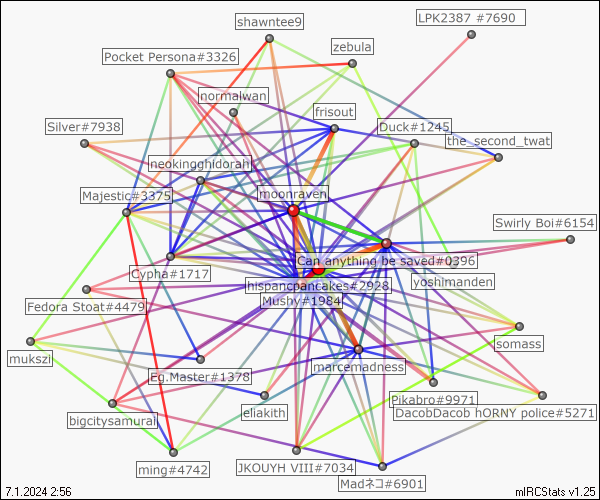 LPK2387 #7690
shawntee9
zebula
Pocket Persona#3326
normalwan
frisout
Silver#7938
Duck#1245
the_second_twat
neokingghidorah
Majestic#3375
moonraven
Swirly Boi#6154
Can anything be saved#0396
Cypha#1717
yoshimanden
hispancpancakes#2928
Mushy#1984
Fedora Stoat#4479
somass
mukszi
marcemadness
Eg.Master#1378
Pikabro#9971
eliakith
DacobDacob hORNY police#5271
bigcitysamurai
ming#4742
JKOUYH VIII#7034
Madネコ#6901
7.1.2024 2:56
mIRCStats v1.25